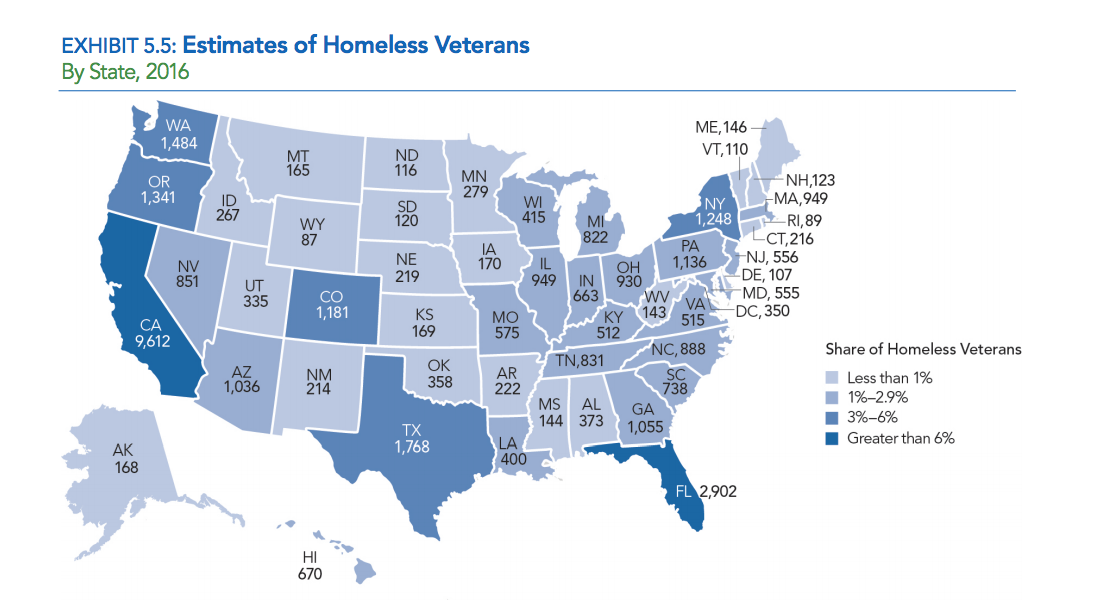 EXHIBIT 5.5: Estimates of Homeless Veterans
By State, 2016
WA
1,484
OR
1,341
CA
9,612
ID
267
NV
851
MT
165
WY
87
UT
335
AZ
1,036
CO
1,181
NM
214
ND
116
SD
120
NE
219
KS
169
OK
358
TX
1,768
MN
279
IA
170
MO
575
AR
222
LA
400
WI
415
IL
949
MI
822
IN
663
OH
930
KY
512
TN,831
MS
144
AL
373
GA
1,055
FL 2,902
SC
738
NC, 888
VA
515
WV
143
PA
1,136
NY
1,248
ME,146
VT, 110
NH,123
MA,949
RI,89
CT,216
NJ, 556
DE, 107
MD, 555
DC, 350
AK
168
HI
670
Share of Homeless Veterans
Less than 1%
1%–2.9%
3%–6%
Greater than 6%